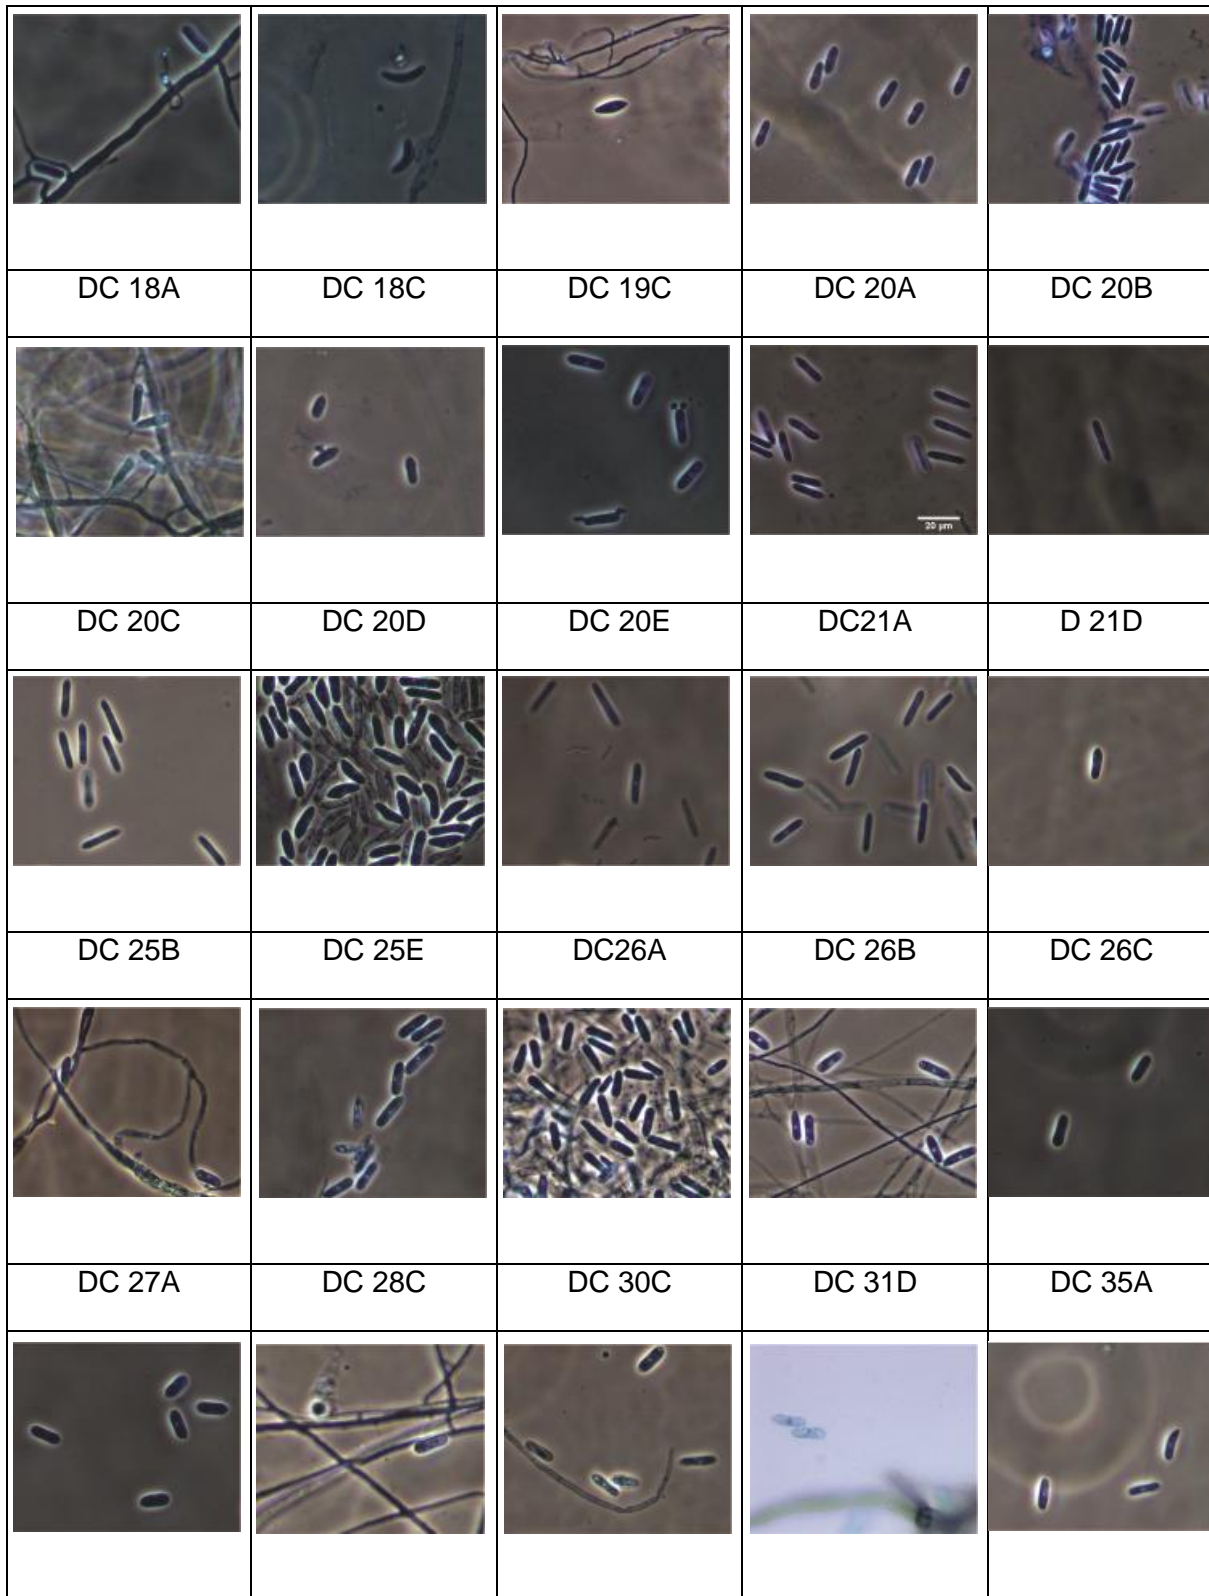 DC 18A DC 18C DC 19C DC 20A DC 20B
20 µm
DC 20C DC 20D DC 20E DC21A D 21D
DC 25B DC 25E DC26A DC 26B DC 26C
DC 27A DC 28C DC 30C DC 31D DC 35A